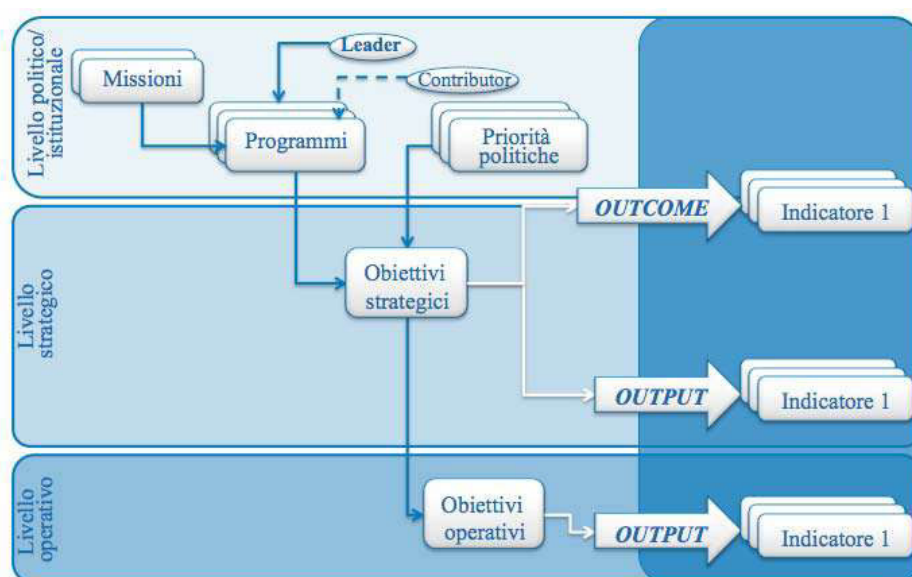 Livello politico/
istituzionale
Missioni
Leader
Contributor
Programmi
Priorità
politiche
OUTCOME
Indicatore 1
Livello
strategico
Obiettivi
strategici
OUTPUT
Indicatore 1
Livello
operativo
Obiettivi
operativi
OUTPUT
Indicatore 1